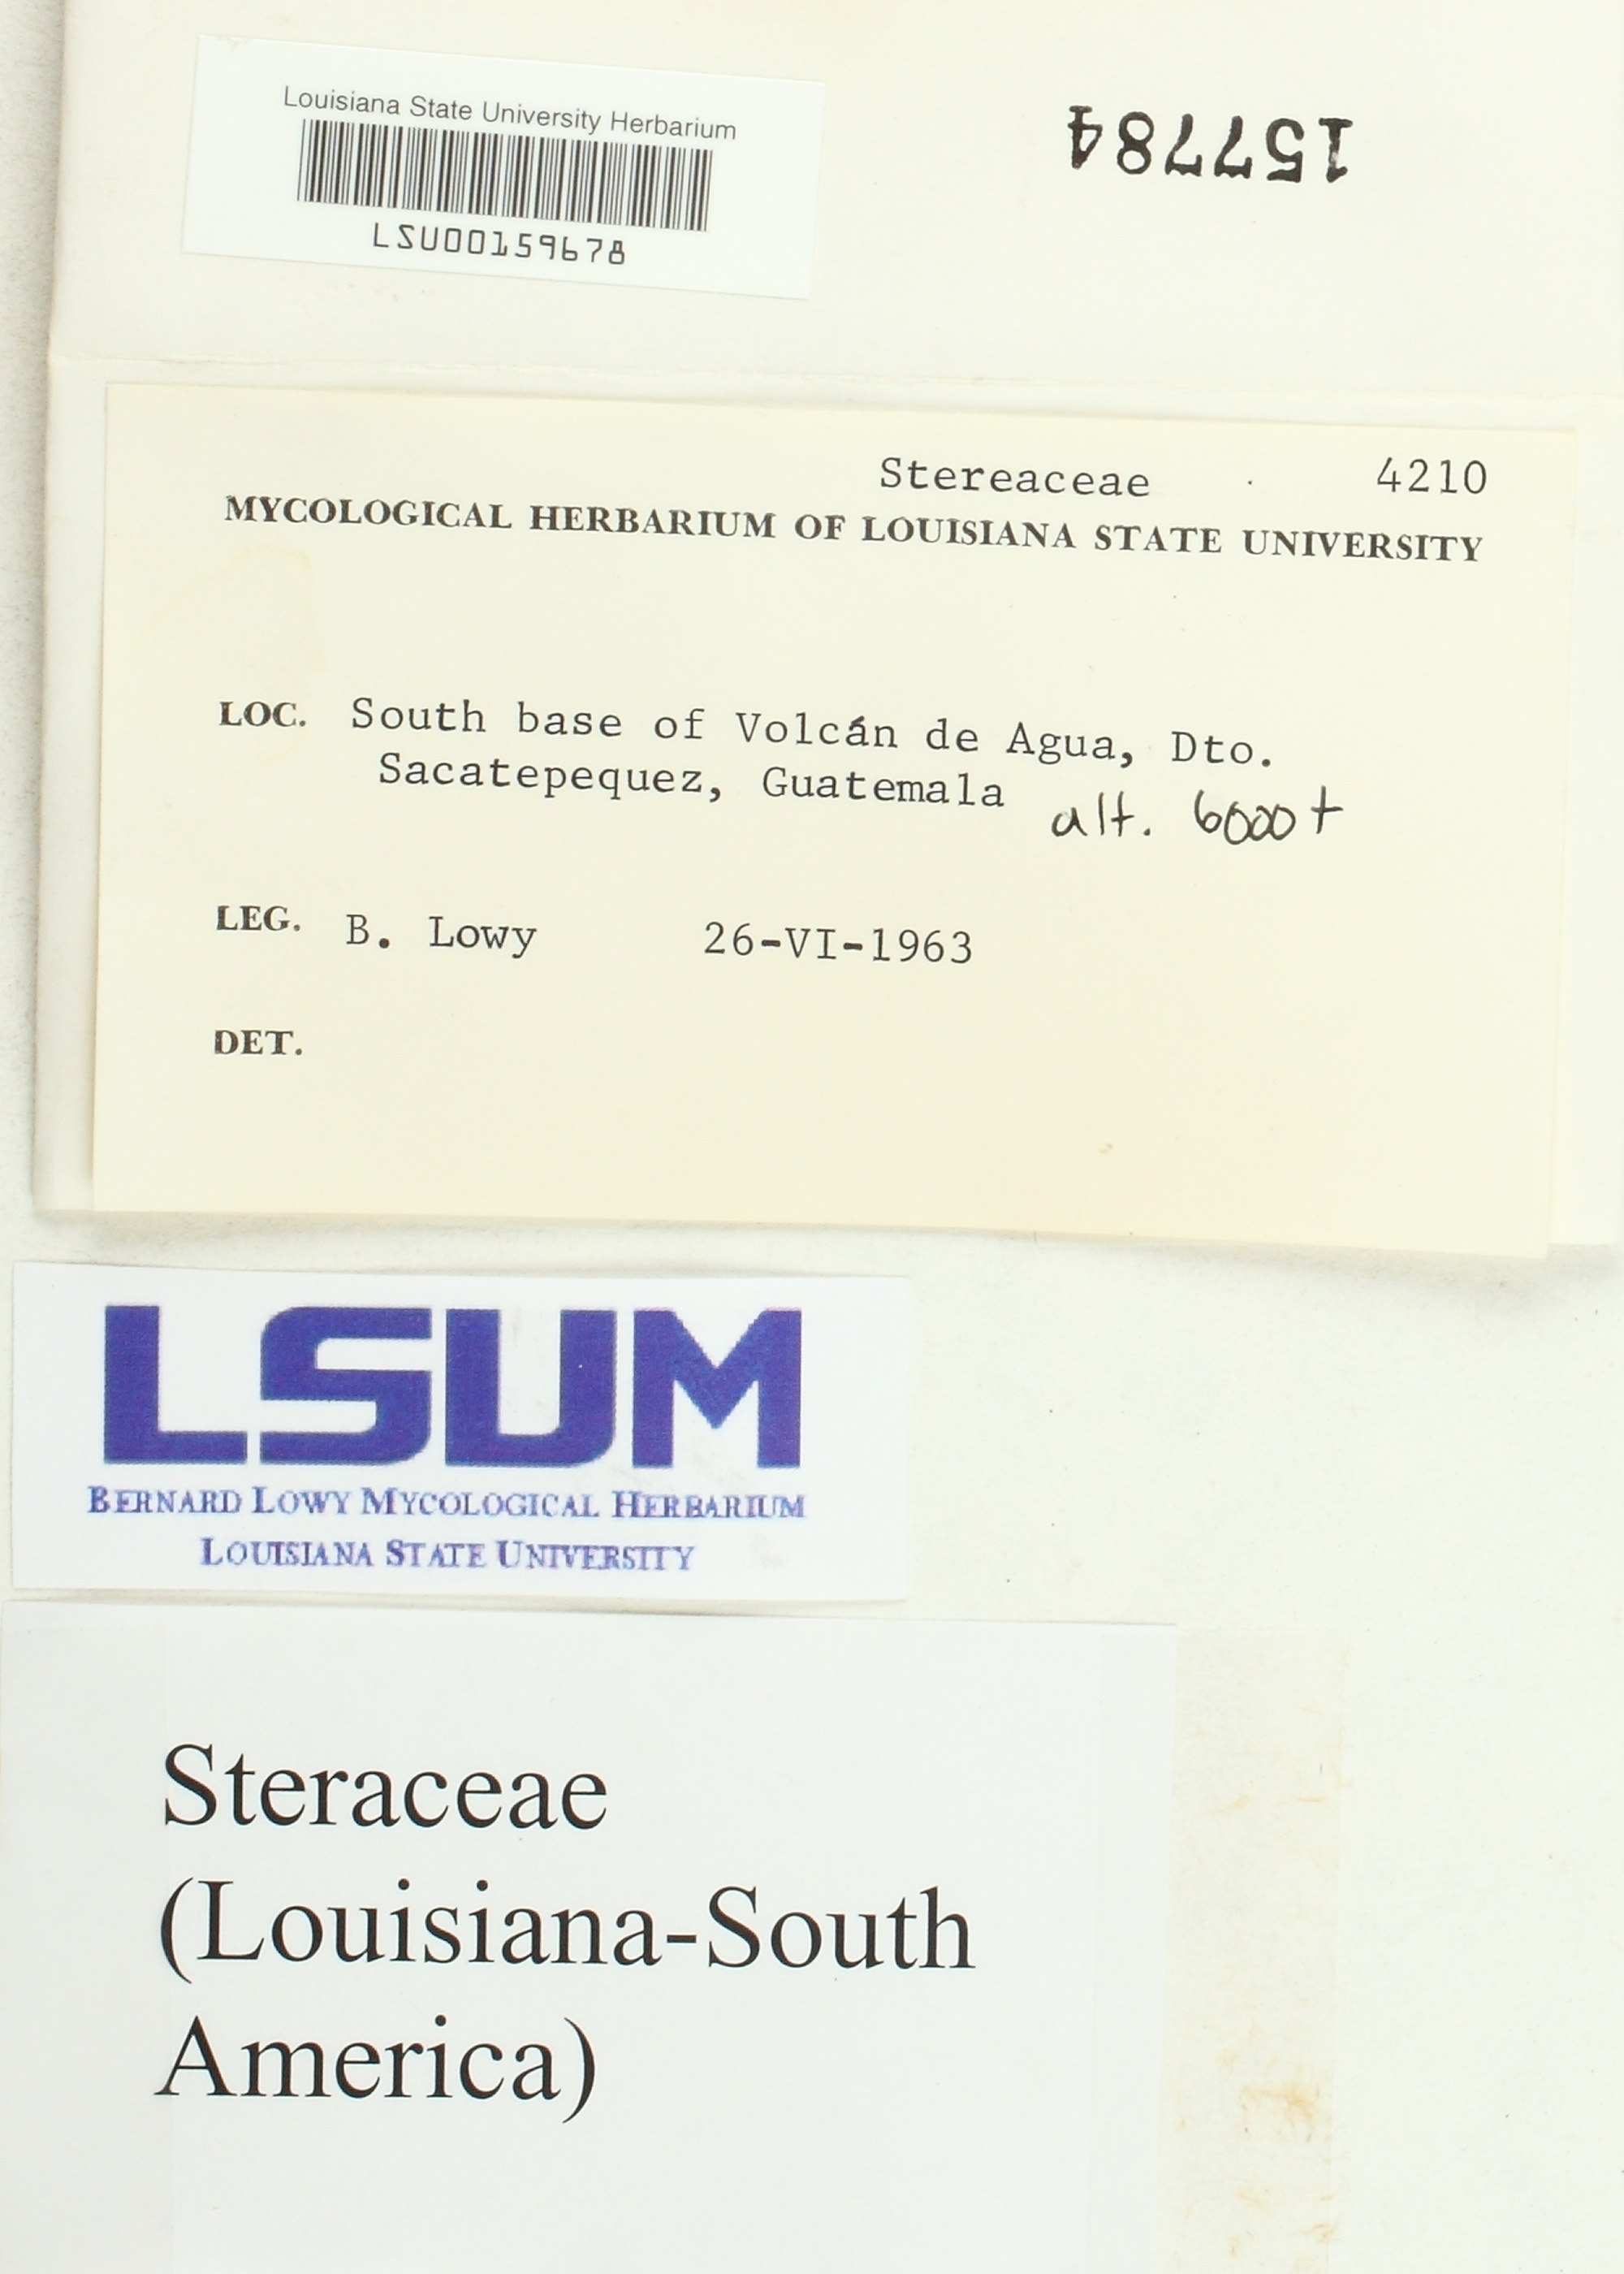 Louisiana State University Herbarium
LSU00159678
157784
Stereaceae . 4210
MYCOLOGICAL HERBARIUM OF LOUISIANA STATE UNIVERSITY
LOC. South base of Volcán de Agua, Dto.
Sacatepequez, Guatemala alt. 6000+
LEG. B. Lowy 26-VI-1963
DET.
LSUM
BERNARD LOWY MYCOLOGICAL HERBARIUM
LOUISIANA STATE UNIVERSITY
Steraceae
(Louisiana-South
America)